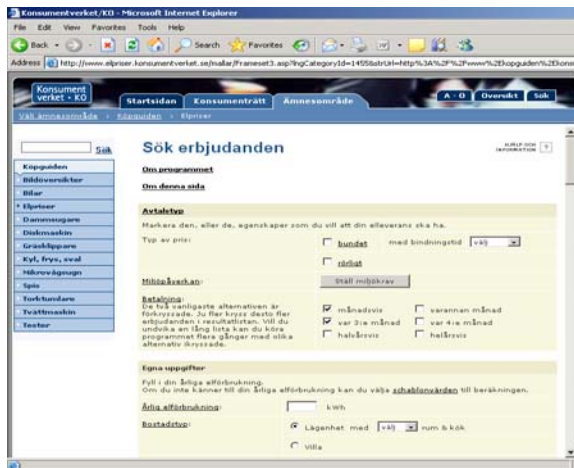 Konsumentverket/KO - Microsoft Internet Explorer
File Edit View Favorites Tools Help
Back Search Favorites
Address http://www.elpriser.konsumentverket.se/mallar/Frameset3.asp?lngCategoryId=1455&strUrl=http%3A%2F%2Fwww%2Ekopguiden%2Ekons
Konsument
verket • KO
Startsidan Konsumenträtt Ämnesområde A - Ö Översikt Sök
Välj ämnesområde Köpguiden Elpriser
Sök
Köpguiden
Bildöversikter
Bilar
Elpriser
Dammsugare
Diskmaskin
Gräsklippare
Kyl, frys, sval
Mikrovågsugn
Spis
Torktumlare
Tvättmaskin
Tester
Sök erbjudanden
HJÄLP OCH
INFORMATION ?
Om programmet
Om denna sida
Avtalstyp
Markera den, eller de, egenskaper som du vill att din elleverans ska ha.
Typ av pris: bundet med bindningstid välj
rörligt
Miljöpåverkan: Ställ miljökrav
Betalning:
De två vanligaste alternativen är
förkryssade. Ju fler kryss desto fler
erbjudanden i resultatlistan. Vill du
undvika en lång lista kan du köra
programmet flera gånger med olika
alternativ ikryssade.
månadsvis varannen månad
var 3:e månad var 4:e månad
halvårsvis helårsvis
Egna uppgifter
Fyll i din årliga elförbrukning.
Om du inte känner till din årliga elförbrukning kan du välja schablonvärden till beräkningen.
Årlig elförbrukning: kWh
Bostadstyp: Lägenhet med välj rum & kök
Villa